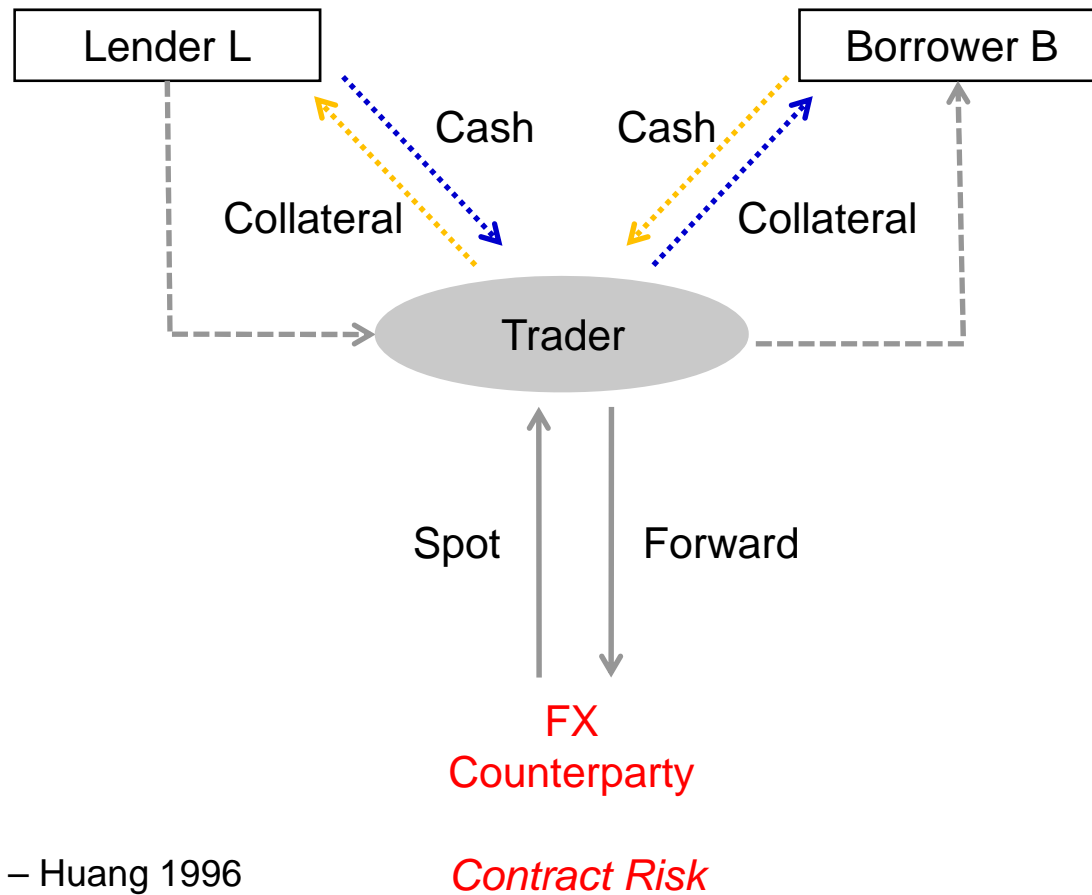 Lender L
Borrower B
Cash
Cash
Collateral
Collateral
Trader
Spot
Forward
FX
Counterparty
– Huang 1996
Contract Risk